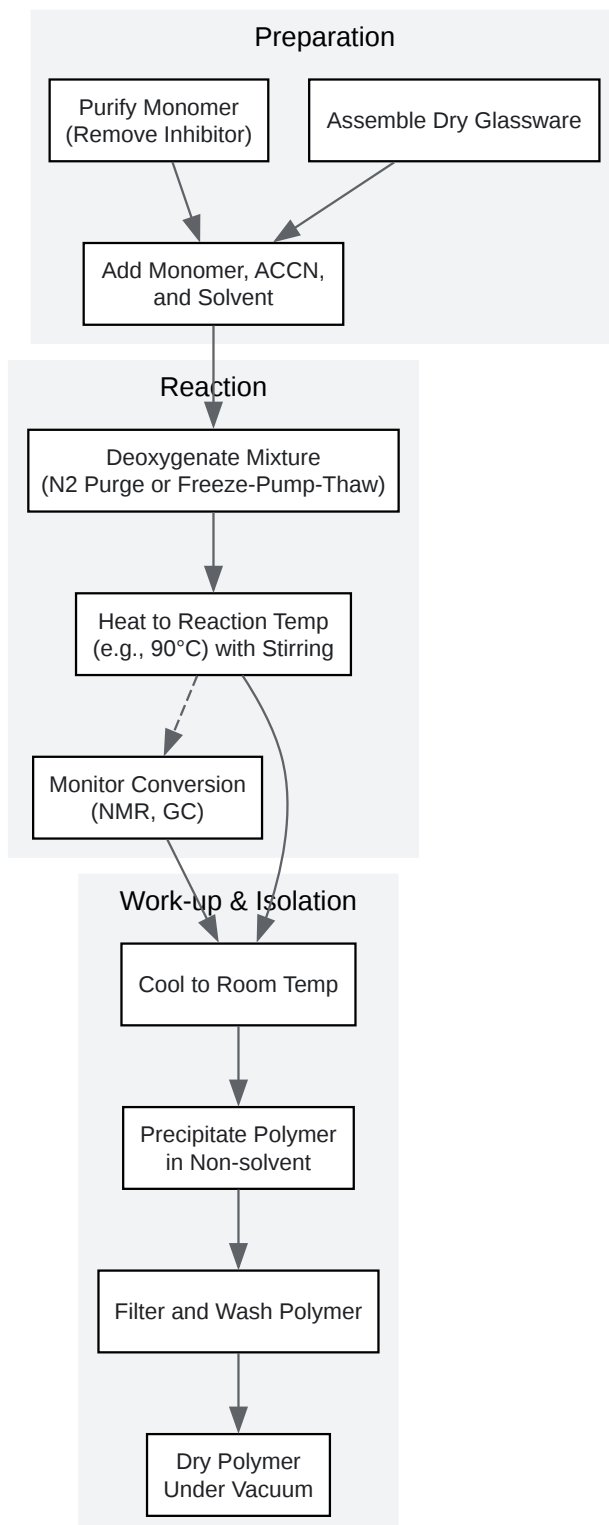 Preparation
Purify Monomer
(Remove Inhibitor)
Assemble Dry Glassware
Add Monomer, ACCN,
and Solvent
Reaction
Deoxygenate Mixture
(N2 Purge or Freeze-Pump-Thaw)
Heat to Reaction Temp
(e.g., 90°C) with Stirring
Monitor Conversion
(NMR, GC)
Work-up & Isolation
Cool to Room Temp
Precipitate Polymer
in Non-solvent
Filter and Wash Polymer
Dry Polymer
Under Vacuum